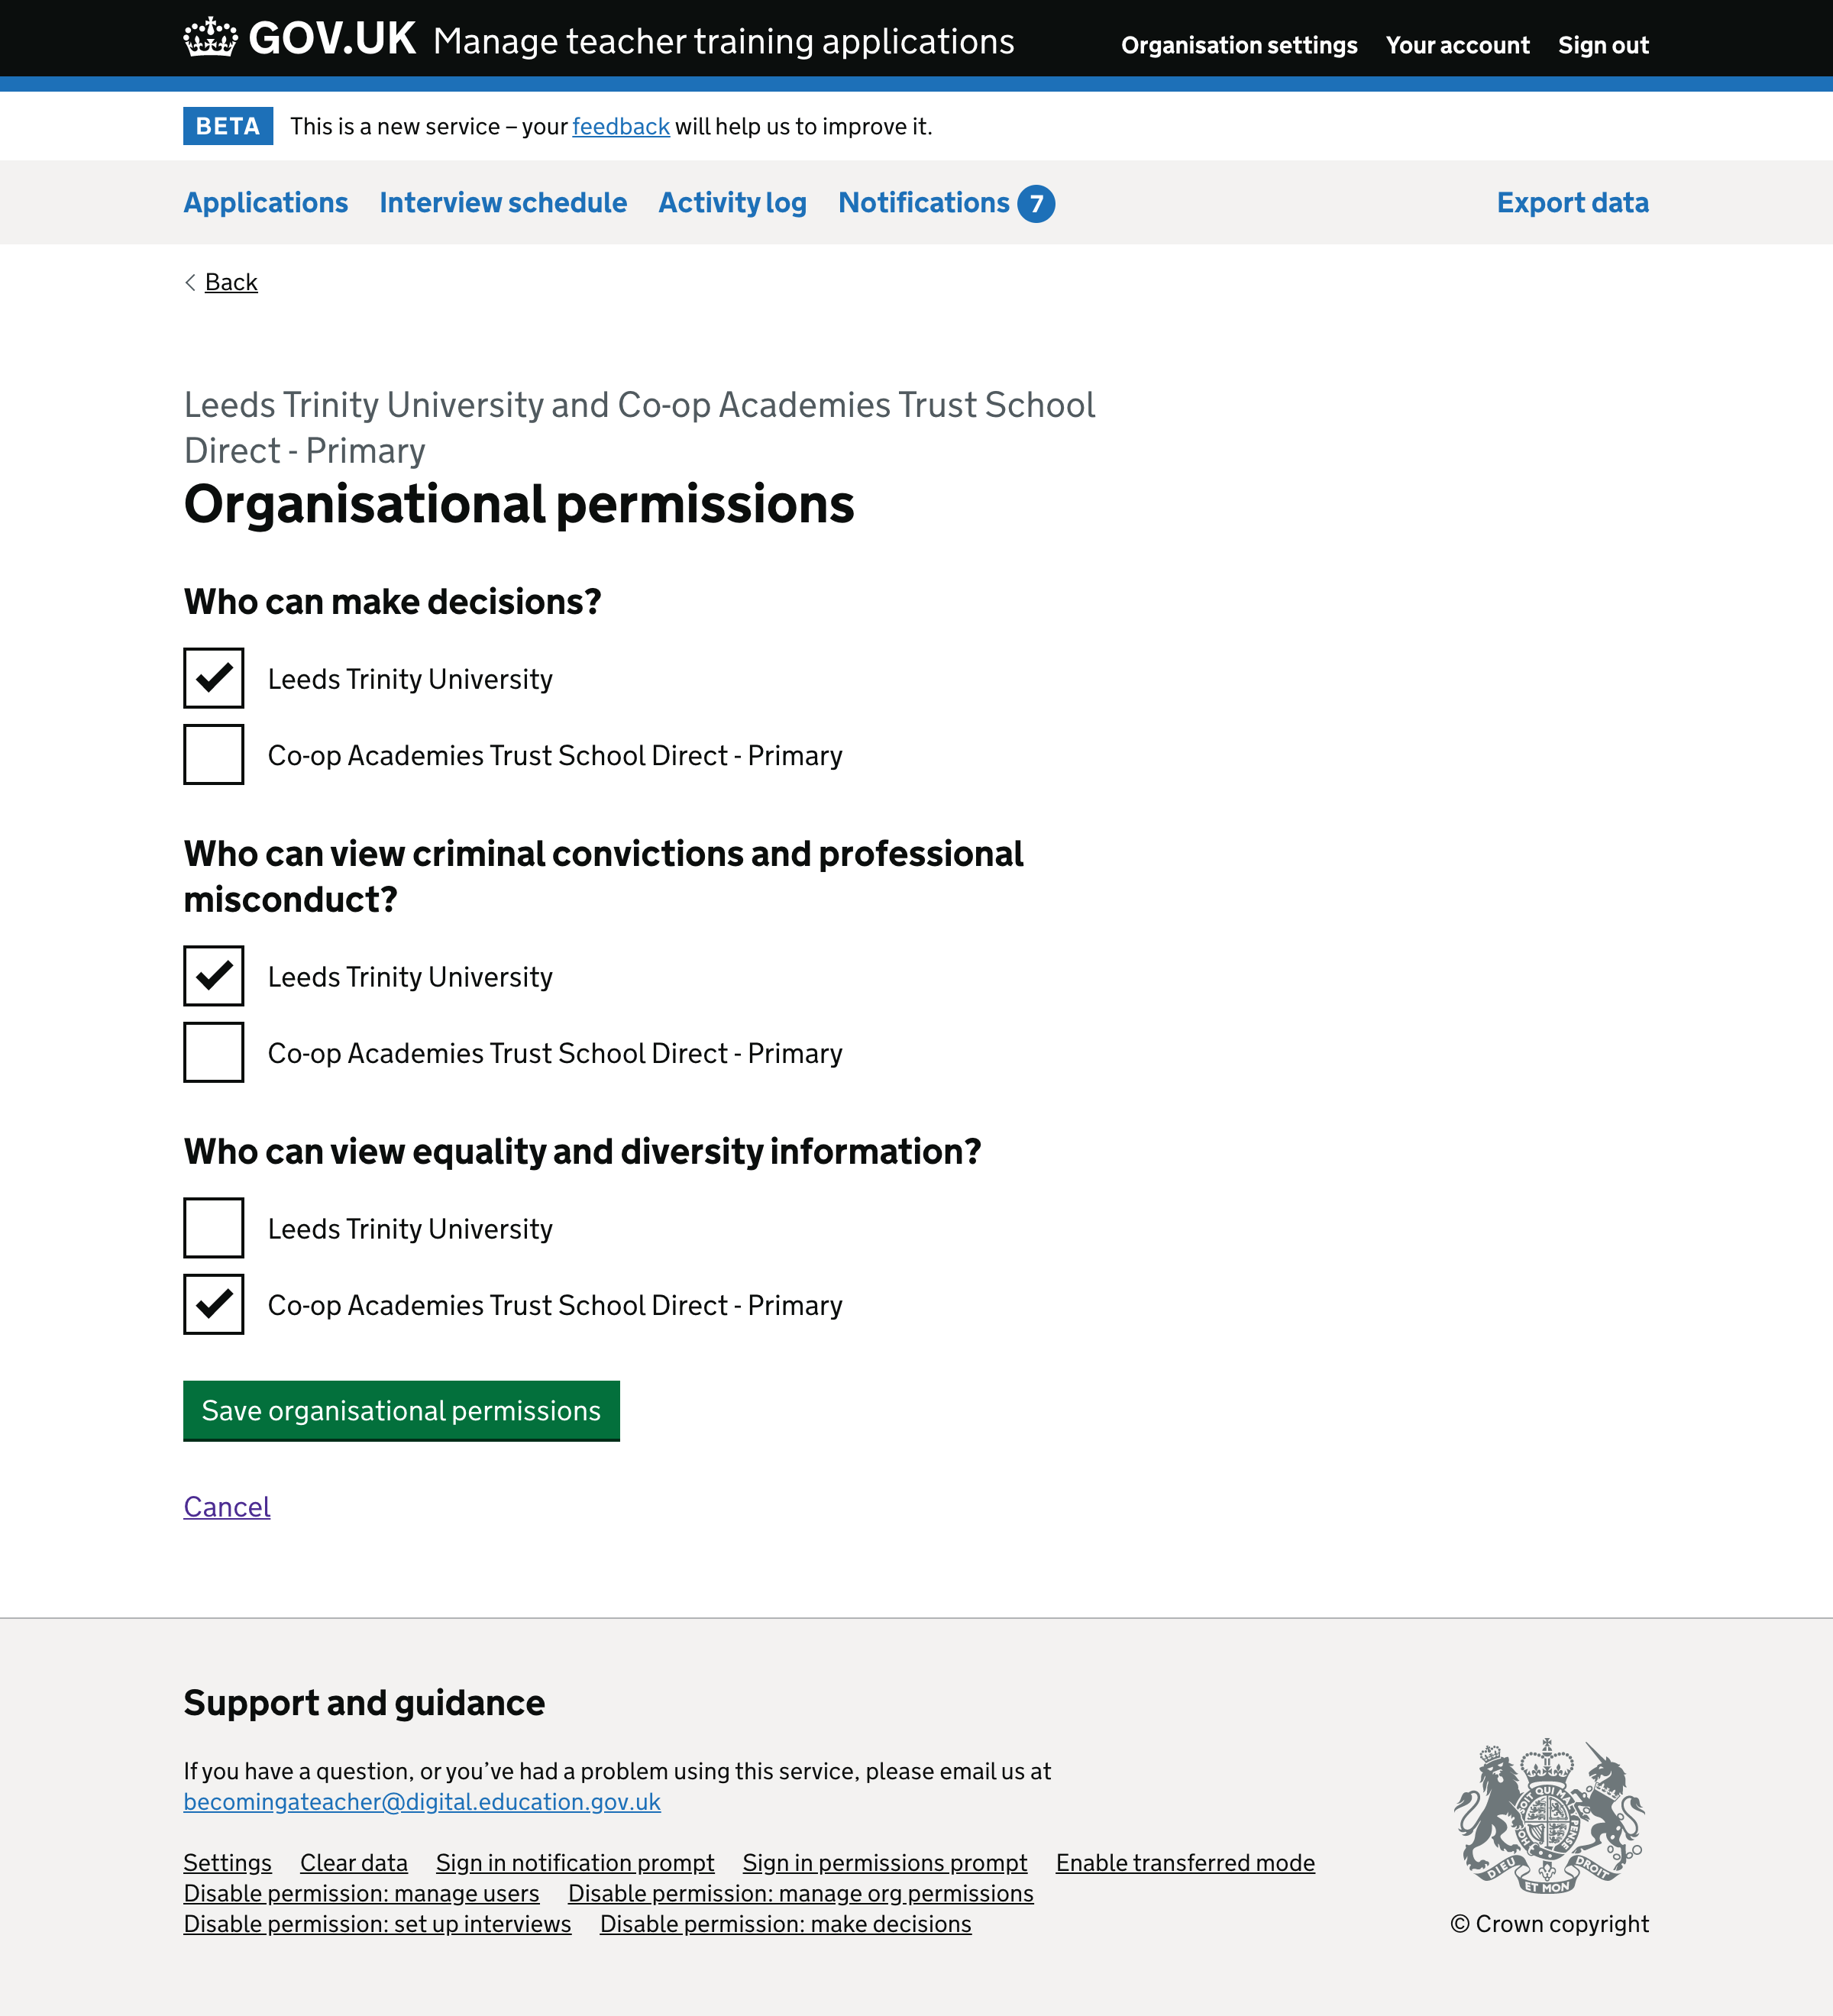 GOV.UK Manage teacher training applications Organisation settings Your account Sign out
BETA This is a new service – your feedback will help us to improve it.
Applications Interview schedule Activity log Notifications 7 Export data
Back
Leeds Trinity University and Co-op Academies Trust School
Direct - Primary
Organisational permissions
Who can make decisions?
Leeds Trinity University
Co-op Academies Trust School Direct - Primary
Who can view criminal convictions and professional
misconduct?
Leeds Trinity University
Co-op Academies Trust School Direct - Primary
Who can view equality and diversity information?
Leeds Trinity University
Co-op Academies Trust School Direct - Primary
Save organisational permissions
Cancel
Support and guidance
If you have a question, or you’ve had a problem using this service, please email us at
becomingateacher@digital.education.gov.uk
Settings Clear data Sign in notification prompt Sign in permissions prompt Enable transferred mode
Disable permission: manage users Disable permission: manage org permissions
Disable permission: set up interviews Disable permission: make decisions
DIEU ET MON DROIT
© Crown copyright